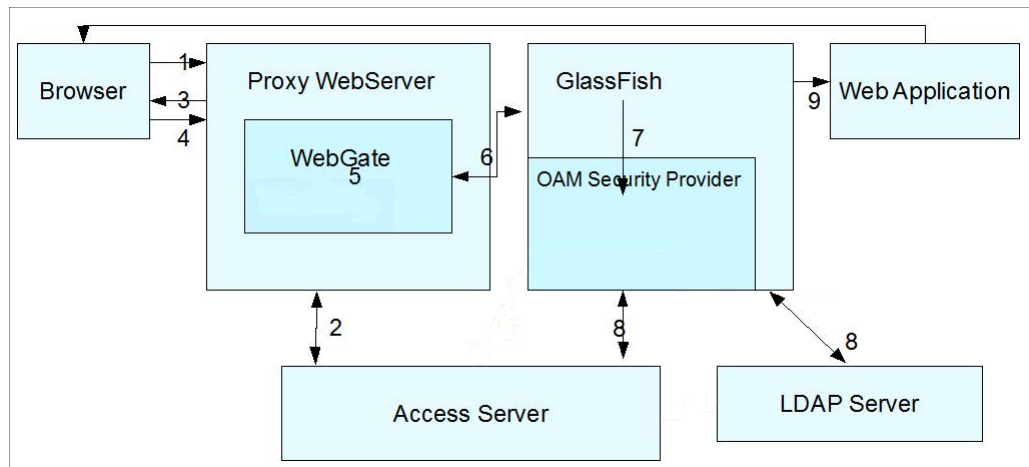 Browser
1
3
4
Proxy WebServer
WebGate
5
6
GlassFish
7
OAM Security Provider
9
Web Application
2
8
8
Access Server
LDAP Server